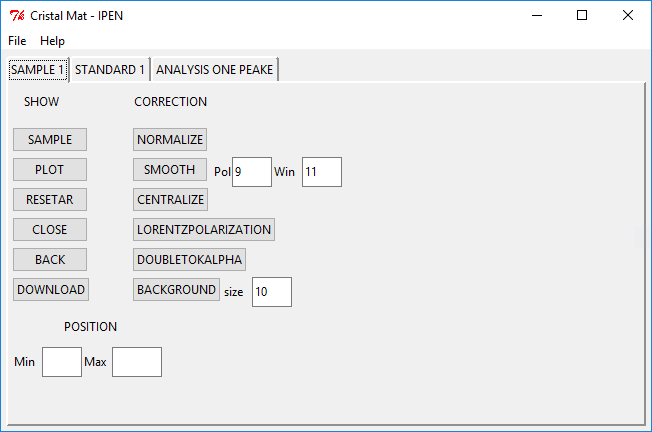 Cristal Mat - IPEN
File Help
SAMPLE 1 STANDARD 1 ANALYSIS ONE PEAKE
SHOW CORRECTION
SAMPLE NORMALIZE
PLOT SMOOTH Pol 9 Win 11
RESETAR CENTRALIZE
CLOSE LORENTZPOLARIZATION
BACK DOUBLETOKALPHA
DOWNLOAD BACKGROUND size 10
POSITION
Min Max